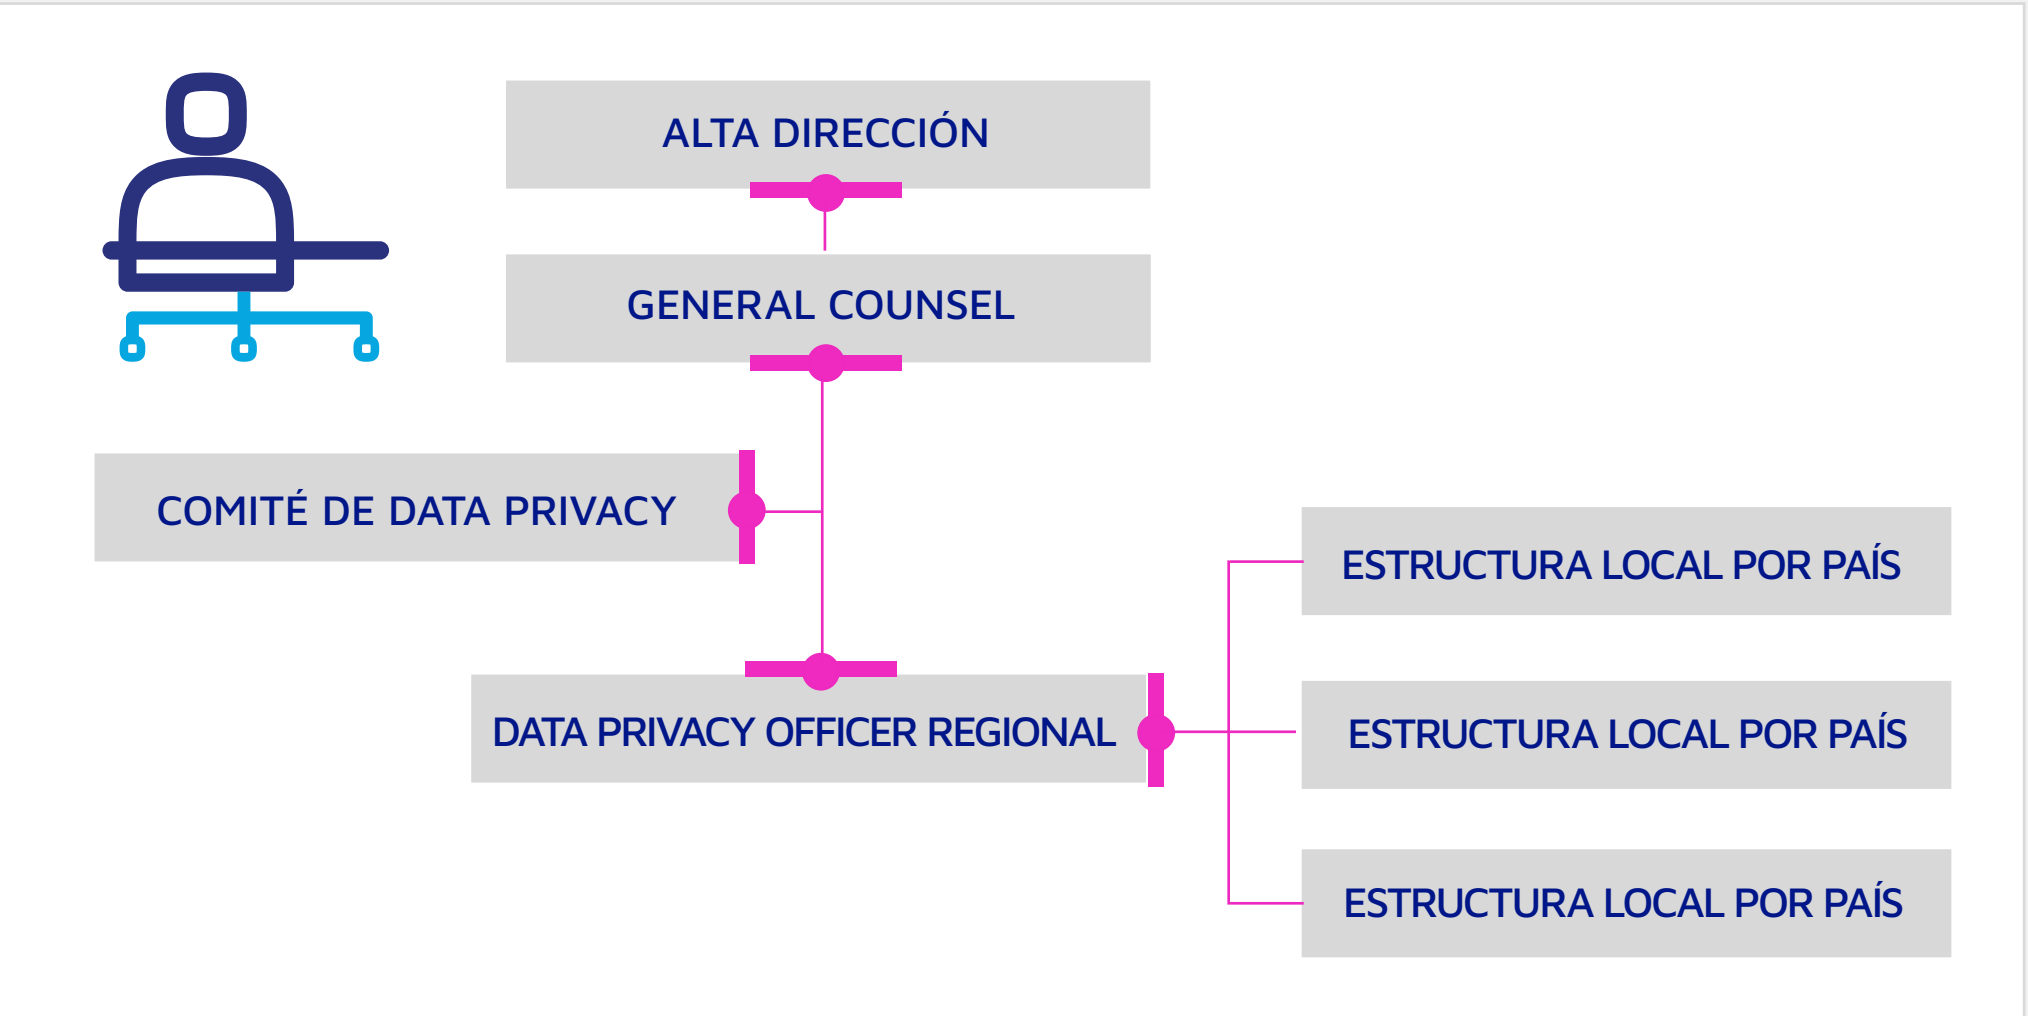 ALTA DIRECCIÓN
GENERAL COUNSEL
COMITÉ DE DATA PRIVACY
DATA PRIVACY OFFICER REGIONAL
ESTRUCTURA LOCAL POR PAÍS
ESTRUCTURA LOCAL POR PAÍS
ESTRUCTURA LOCAL POR PAÍS